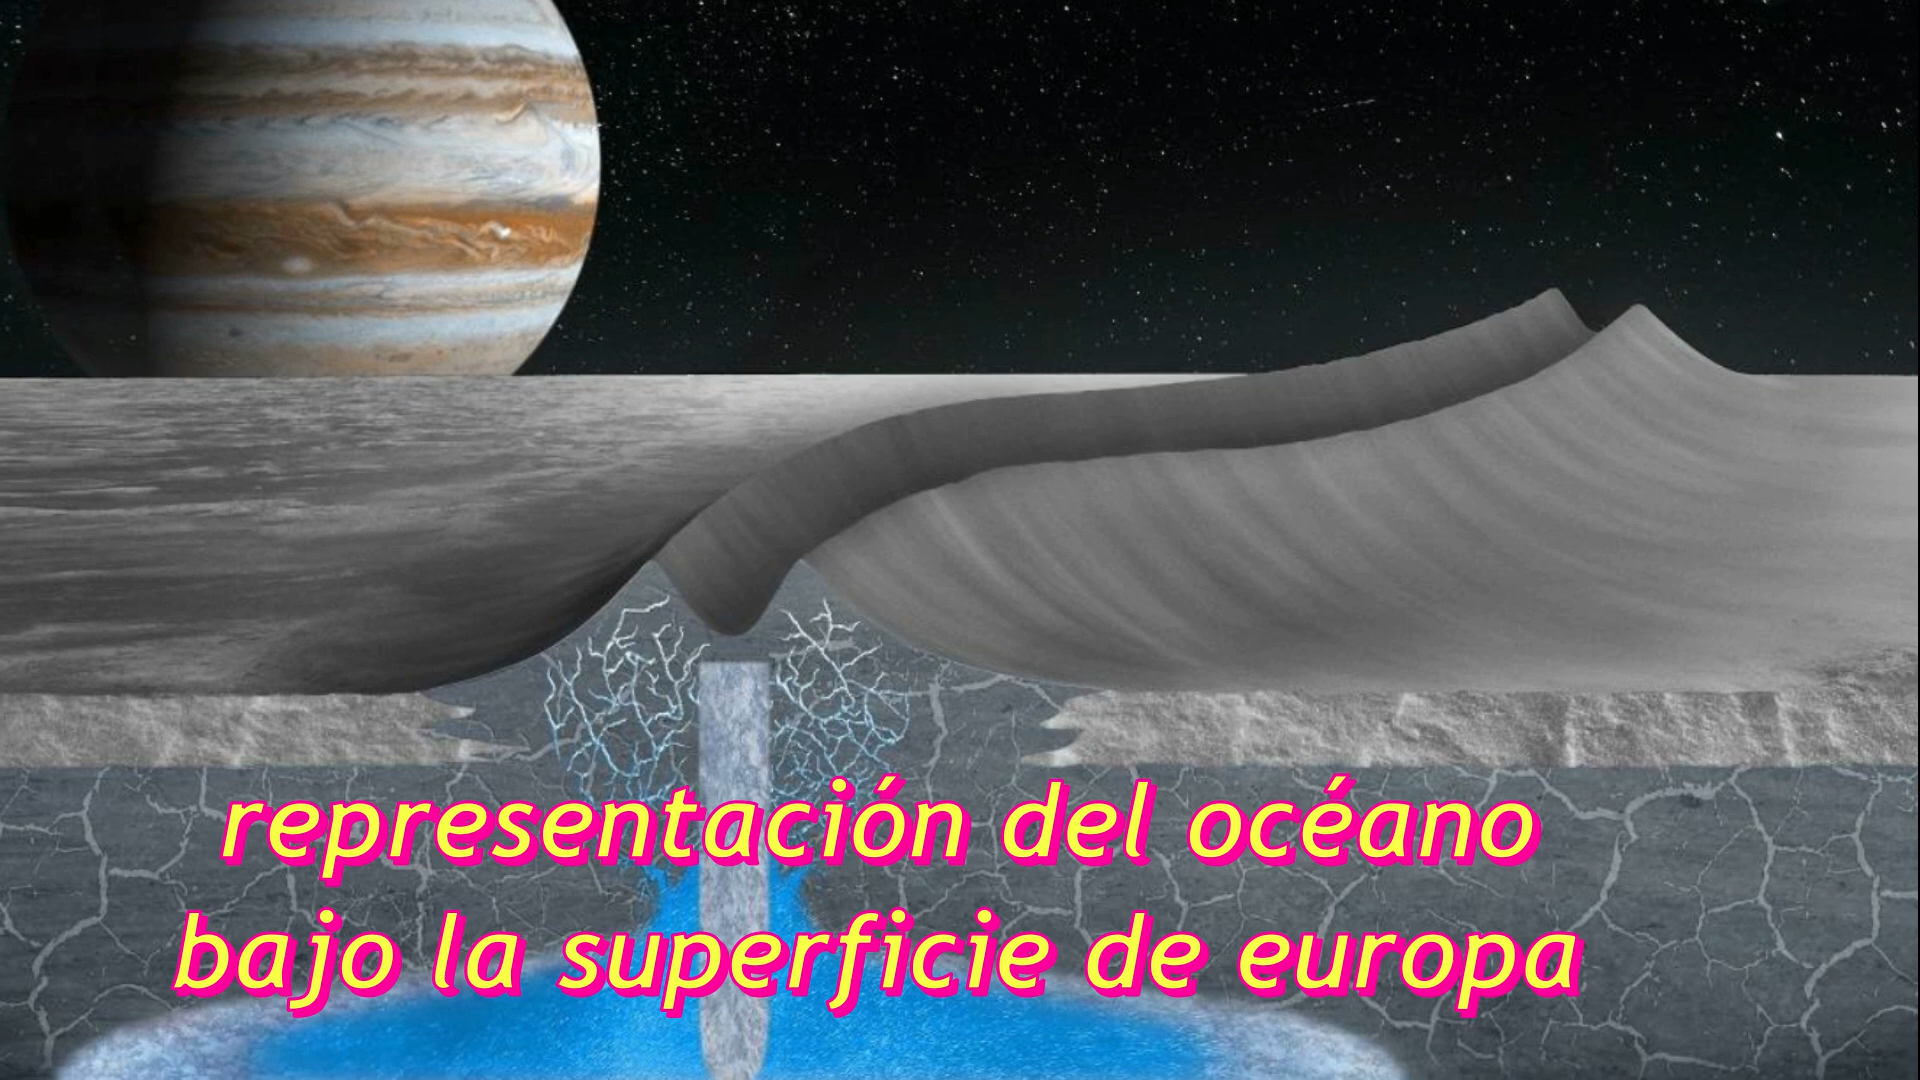 representación del océano
bajo la superficie de europa